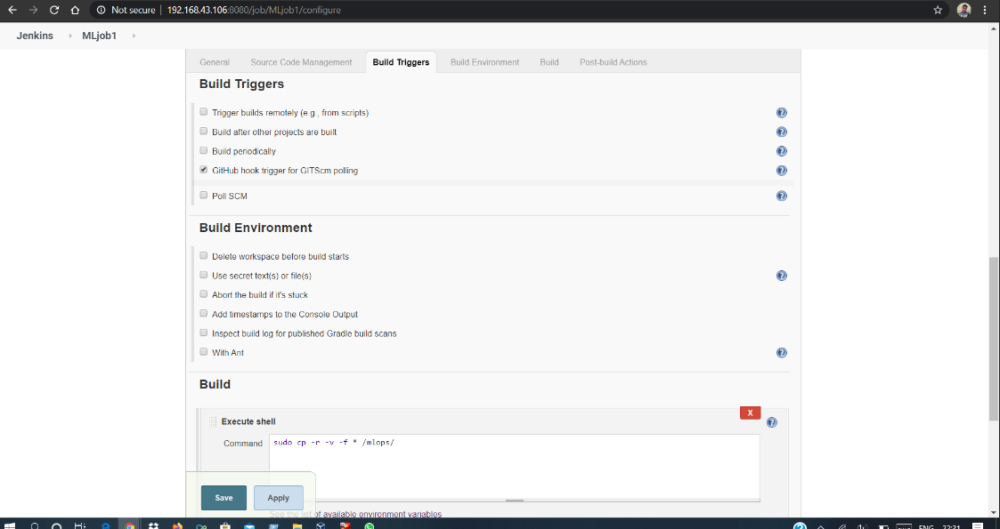 Not secure | 192.168.43.106:8080/job/MLjob1/configure
Jenkins MLjob1
General Source Code Management Build Triggers Build Environment Build Post-build Actions
Build Triggers
Trigger builds remotely (e.g., from scripts)
Build after other projects are built
Build periodically
GitHub hook trigger for GITScm polling
Poll SCM
Build Environment
Delete workspace before build starts
Use secret text(s) or file(s)
Abort the build if it's stuck
Add timestamps to the Console Output
Inspect build log for published Gradle build scans
With Ant
Build
X
Execute shell
Command sudo cp -r -v -f * /mlops/
Save Apply
See the list of available environment variables
ENG 22:21